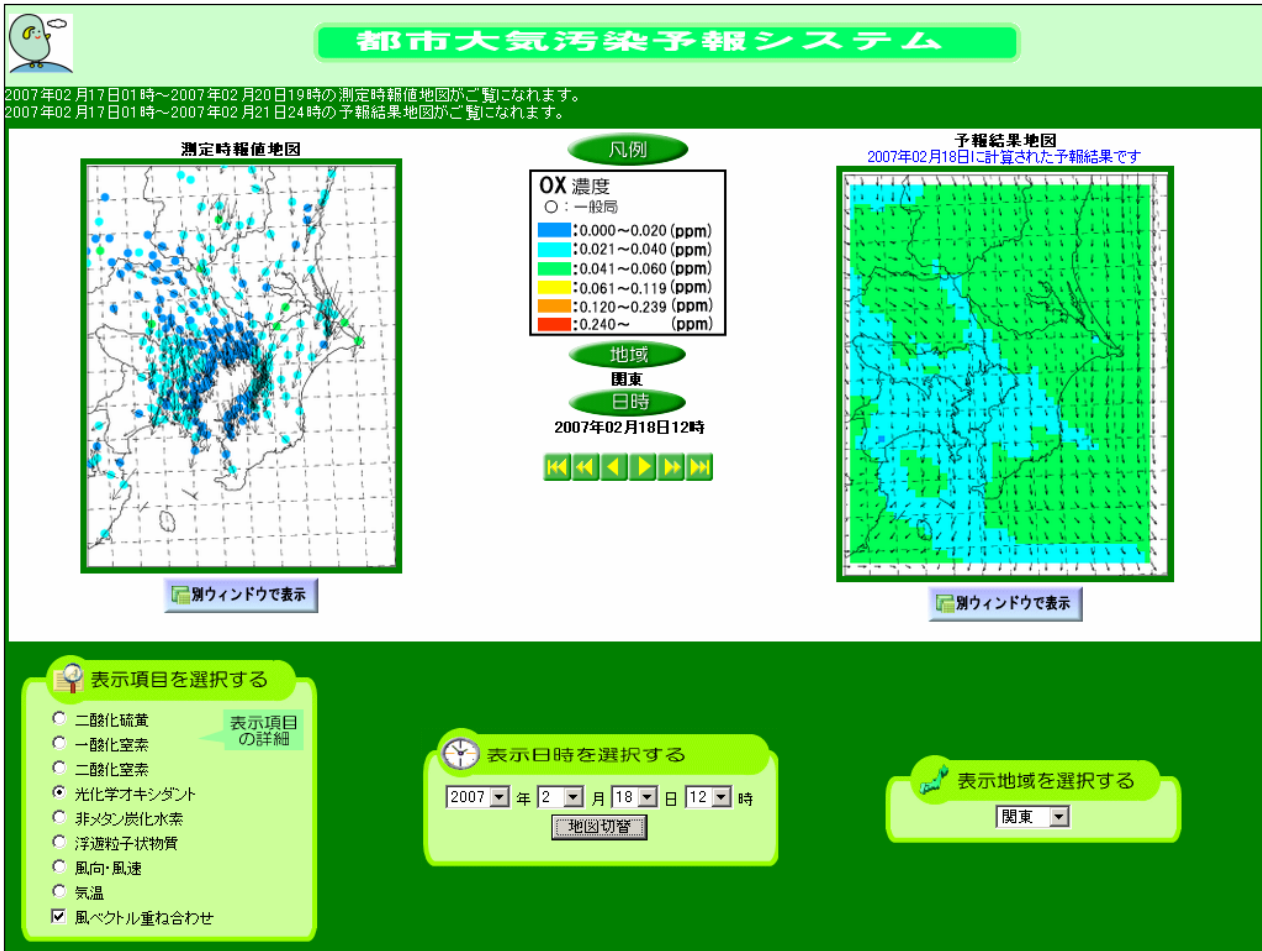 都市大気汚染予報システム
2007年02月17日01時～2007年02月20日19時の測定時報値地図がご覧になれます。
2007年02月17日01時～2007年02月21日24時の予報結果地図がご覧になれます。
測定時報値地図
凡例
OX 濃度
○：一般局
:0.000～0.020 (ppm)
:0.021～0.040 (ppm)
:0.041～0.060 (ppm)
:0.061～0.119 (ppm)
:0.120～0.239 (ppm)
:0.240～ (ppm)
地域
関東
日時
2007年02月18日12時
予報結果地図
2007年02月18日に計算された予報結果です
別ウィンドウで表示
別ウィンドウで表示
表示項目を選択する
二酸化硫黄
一酸化窒素
二酸化窒素
光化学オキシダント
非メタン炭化水素
浮遊粒子状物質
風向・風速
気温
風ベクトル重ね合わせ
表示項目
の詳細
表示日時を選択する
2007 年 2 月 18 日 12 時
地図切替
表示地域を選択する
関東